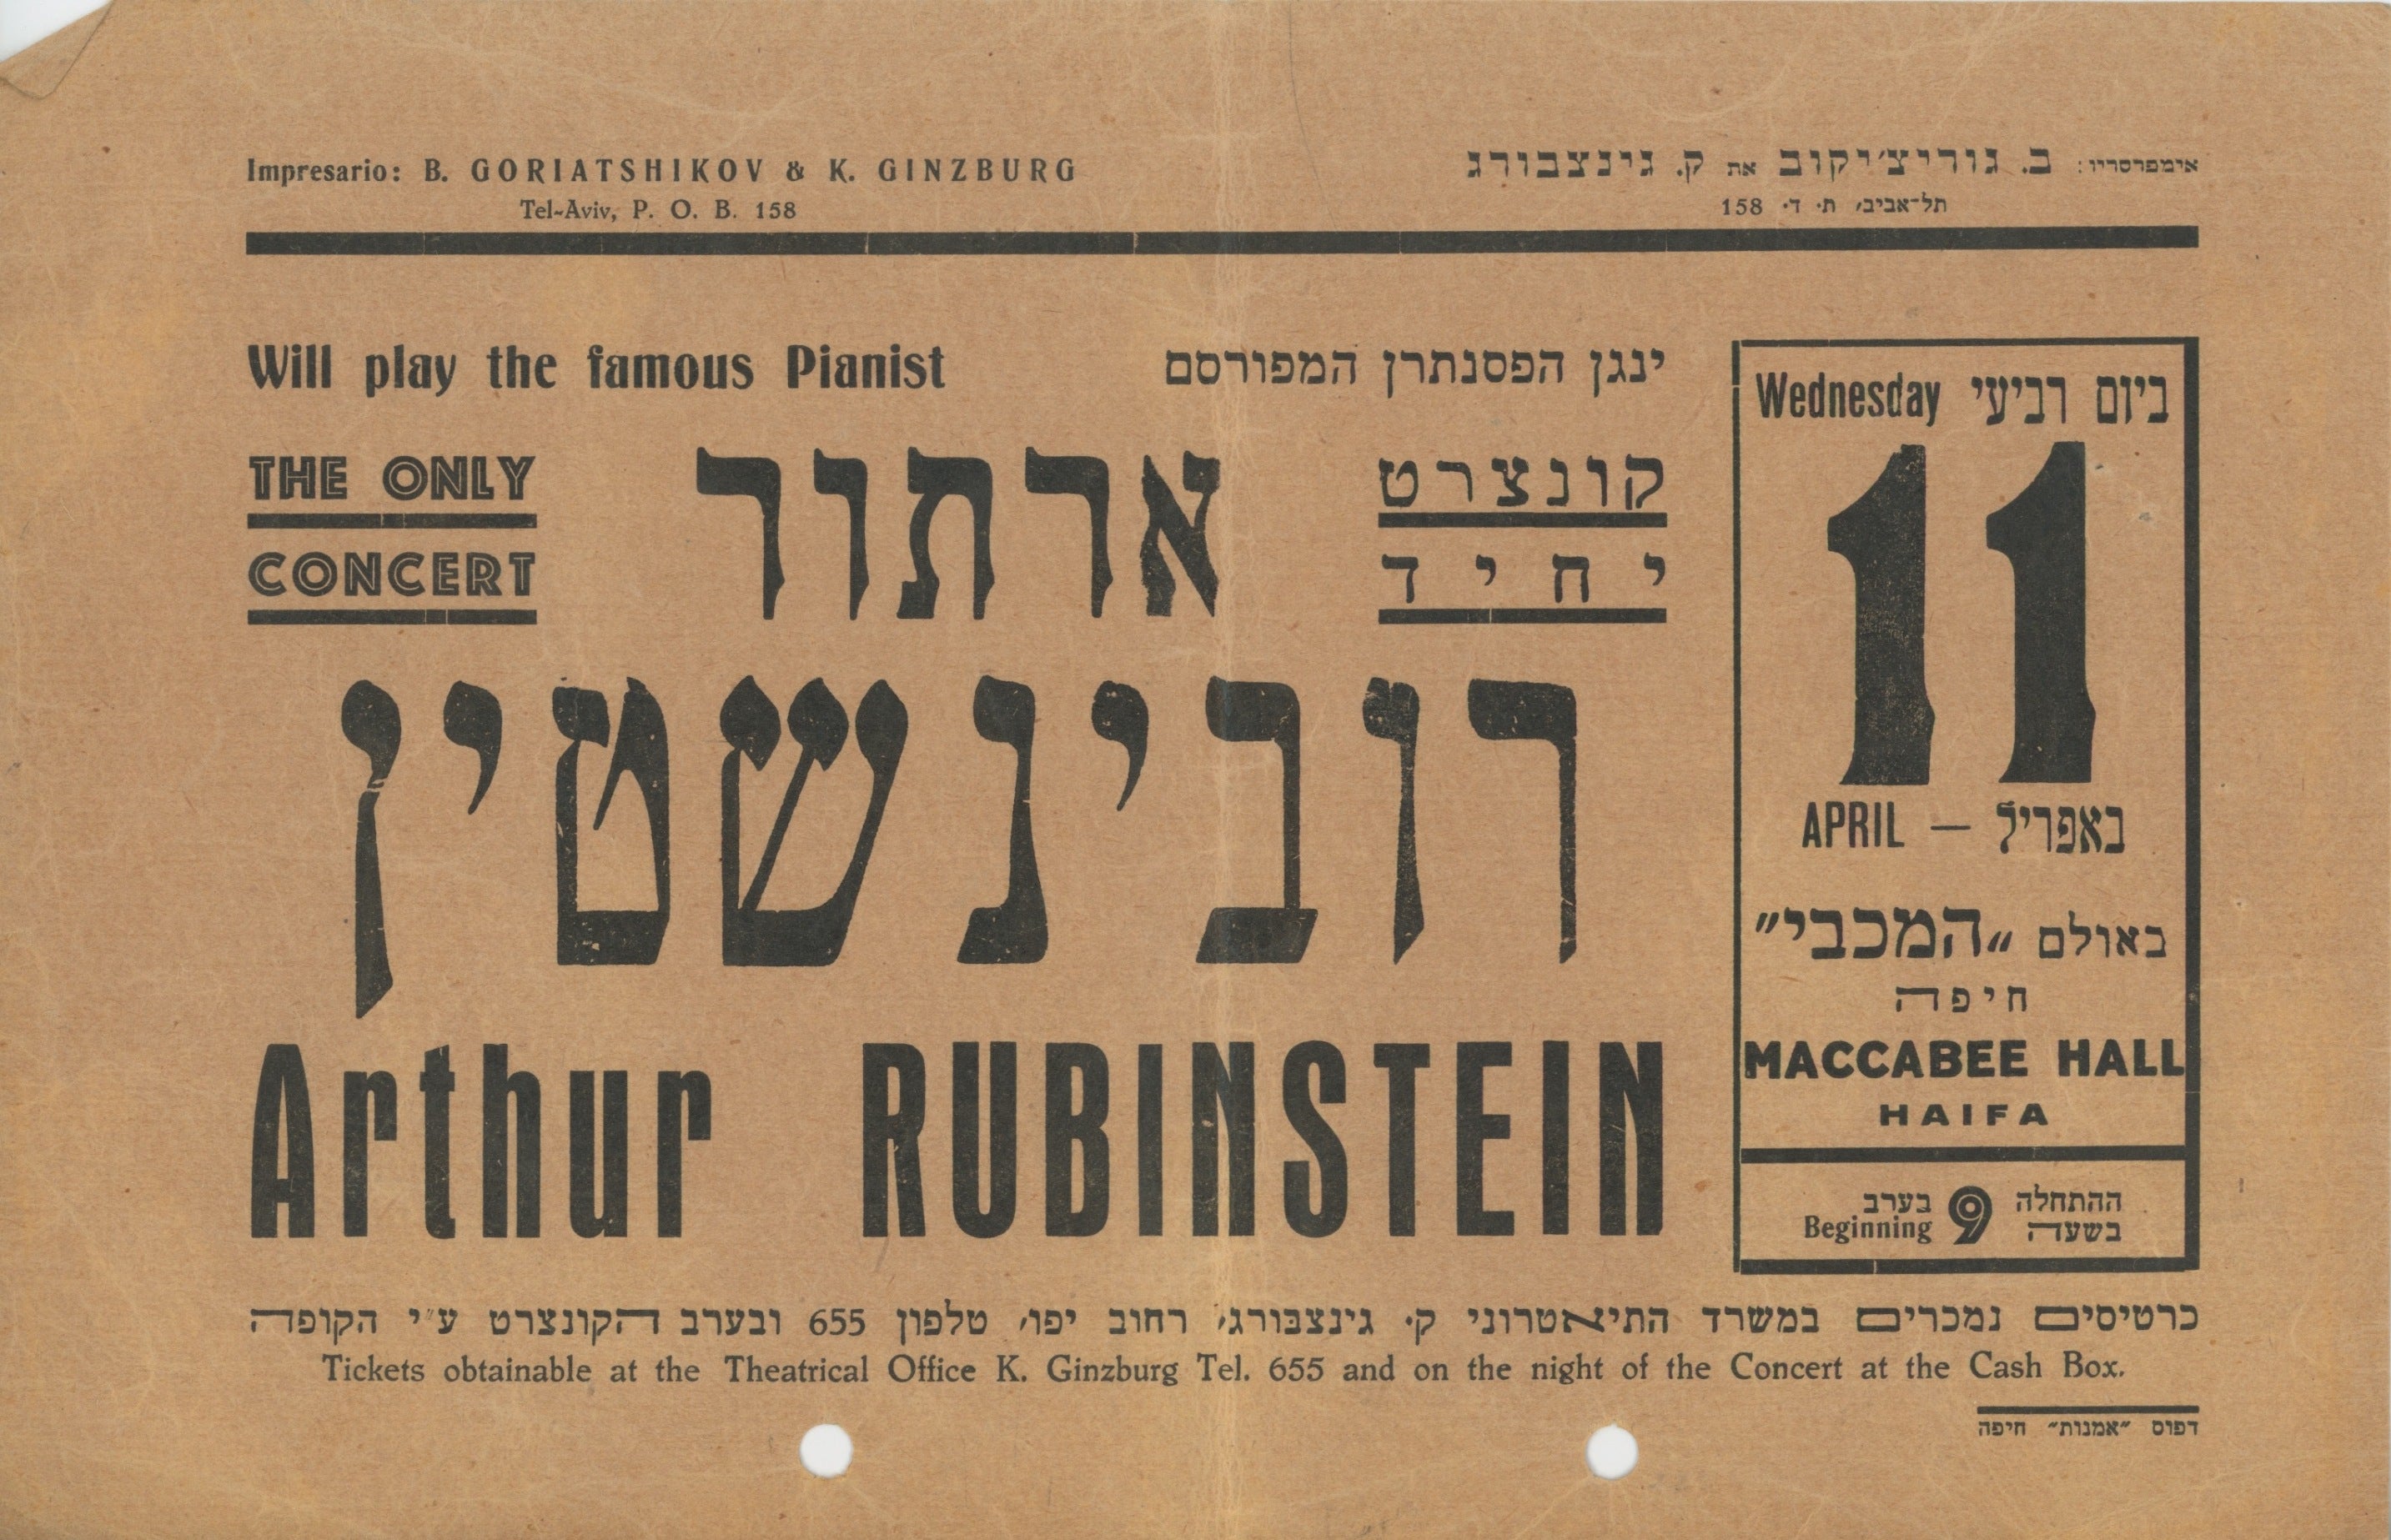 Impresario: B. GORIATSHIKOV & K. GINZBURG
Tel-Aviv, P. O. B. 158
אימפרסריו: ב. גוריצ׳יקוב את ק. גינצבורג
תל־אביב, ת. ד. 158
Will play the famous Pianist
ינגן הפסנתרן המפורסם
THE ONLY
CONCERT
ארתור
קונצרט
יחיד
רובינשטין
Arthur RUBINSTEIN
Wednesday ביום רביעי
11
APRIL — באפריל
באולם „המכבי״
חיפה
MACCABEE HALL
HAIFA
ההתחלה
בשעה
9
בערב
Beginning
כרטיסים נמכרים במשרד התיאטרוני ק. גינצבורג, רחוב יפו, טלפון 655 ובערב הקונצרט ע״י הקופה
Tickets obtainable at the Theatrical Office K. Ginzburg Tel. 655 and on the night of the Concert at the Cash Box.
דפוס ״אמנות״ חיפה